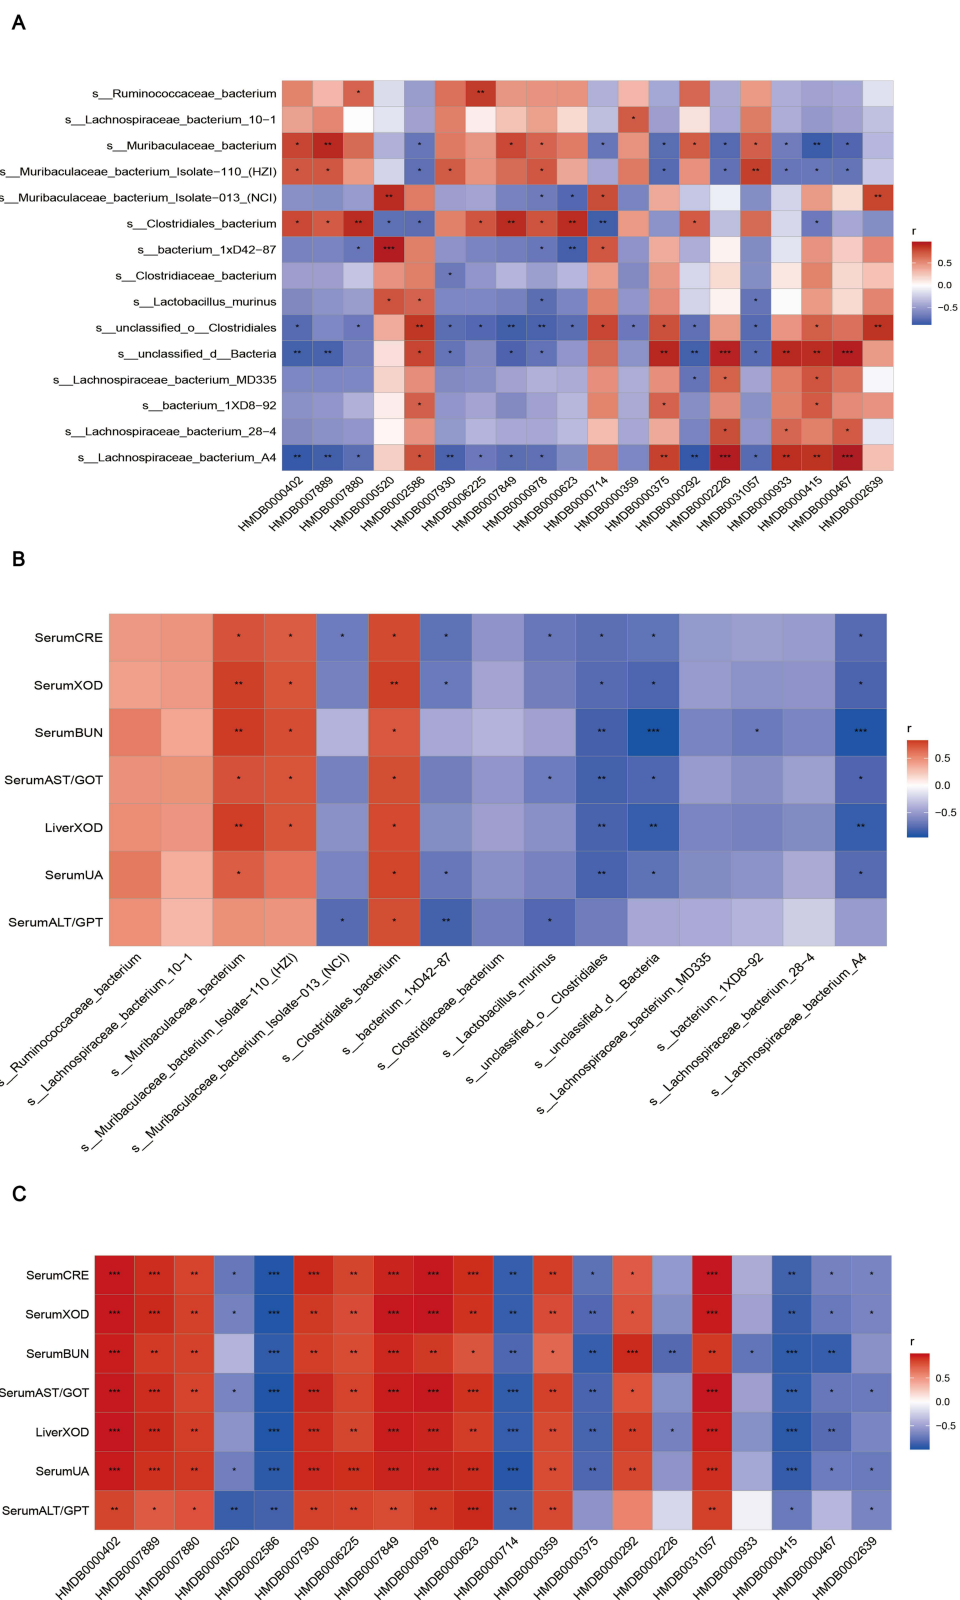 A
s__Ruminococcaceae_bacterium
s__Lachnospiraceae_bacterium_10−1
s__Muribaculaceae_bacterium
s__Muribaculaceae_bacterium_Isolate−110_(HZI)
s__Muribaculaceae_bacterium_Isolate−013_(NCI)
s__Clostridiales_bacterium
s__bacterium_1xD42−87
s__Clostridiaceae_bacterium
s__Lactobacillus_murinus
s__unclassified_o__Clostridiales
s__unclassified_d__Bacteria
s__Lachnospiraceae_bacterium_MD335
s__bacterium_1XD8−92
s__Lachnospiraceae_bacterium_28−4
s__Lachnospiraceae_bacterium_A4
r
0.5
0.0
−0.5
HMDB0000402
HMDB0007889
HMDB0007880
HMDB0000520
HMDB0002586
HMDB0007930
HMDB0006225
HMDB0007849
HMDB0000978
HMDB0000623
HMDB0000714
HMDB0000359
HMDB0000375
HMDB0000292
HMDB0002226
HMDB0031057
HMDB0000933
HMDB0000415
HMDB0000467
HMDB0002639
B
SerumCRE
SerumXOD
SerumBUN
SerumAST/GOT
LiverXOD
SerumUA
SerumALT/GPT
r
0.5
0.0
−0.5
s__Ruminococcaceae_bacterium
s__Lachnospiraceae_bacterium_10−1
s__Muribaculaceae_bacterium
s__Muribaculaceae_bacterium_Isolate−110_(HZI)
s__Muribaculaceae_bacterium_Isolate−013_(NCI)
s__Clostridiales_bacterium
s__bacterium_1xD42−87
s__Clostridiaceae_bacterium
s__Lactobacillus_murinus
s__unclassified_o__Clostridiales
s__unclassified_d__Bacteria
s__Lachnospiraceae_bacterium_MD335
s__bacterium_1XD8−92
s__Lachnospiraceae_bacterium_28−4
s__Lachnospiraceae_bacterium_A4
C
SerumCRE
SerumXOD
SerumBUN
SerumAST/GOT
LiverXOD
SerumUA
SerumALT/GPT
r
0.5
0.0
−0.5
HMDB0000402
HMDB0007889
HMDB0007880
HMDB0000520
HMDB0002586
HMDB0007930
HMDB0006225
HMDB0007849
HMDB0000978
HMDB0000623
HMDB0000714
HMDB0000359
HMDB0000375
HMDB0000292
HMDB0002226
HMDB0031057
HMDB0000933
HMDB0000415
HMDB0000467
HMDB0002639